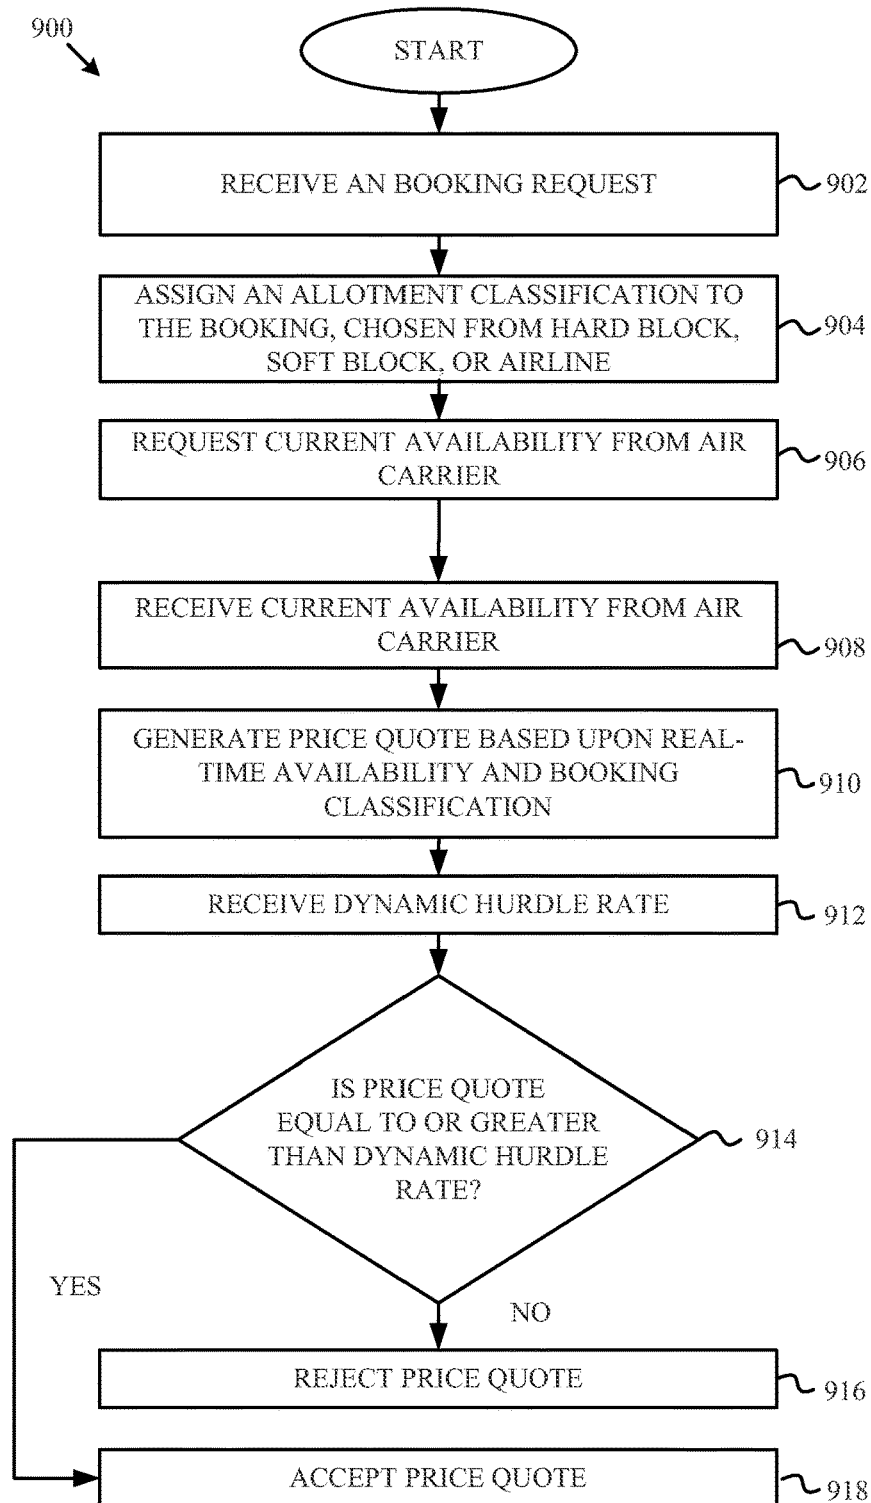 900
START
RECEIVE AN BOOKING REQUEST
902
ASSIGN AN ALLOTMENT CLASSIFICATION TO
THE BOOKING, CHOSEN FROM HARD BLOCK,
SOFT BLOCK, OR AIRLINE
904
REQUEST CURRENT AVAILABILITY FROM AIR
CARRIER
906
RECEIVE CURRENT AVAILABILITY FROM AIR
CARRIER
908
GENERATE PRICE QUOTE BASED UPON REAL-
TIME AVAILABILITY AND BOOKING
CLASSIFICATION
910
RECEIVE DYNAMIC HURDLE RATE
912
IS PRICE QUOTE
EQUAL TO OR GREATER
THAN DYNAMIC HURDLE
RATE?
914
YES
NO
REJECT PRICE QUOTE
916
ACCEPT PRICE QUOTE
918